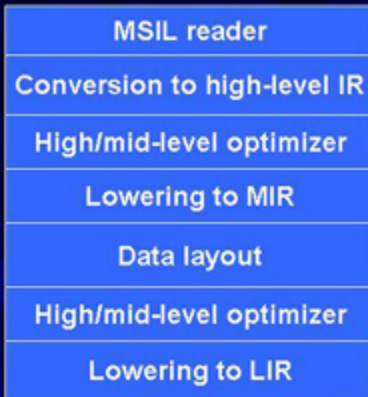 MSIL reader
Conversion to high-level IR
High/mid-level optimizer
Lowering to MIR
Data layout
High/mid-level optimizer
Lowering to LIR